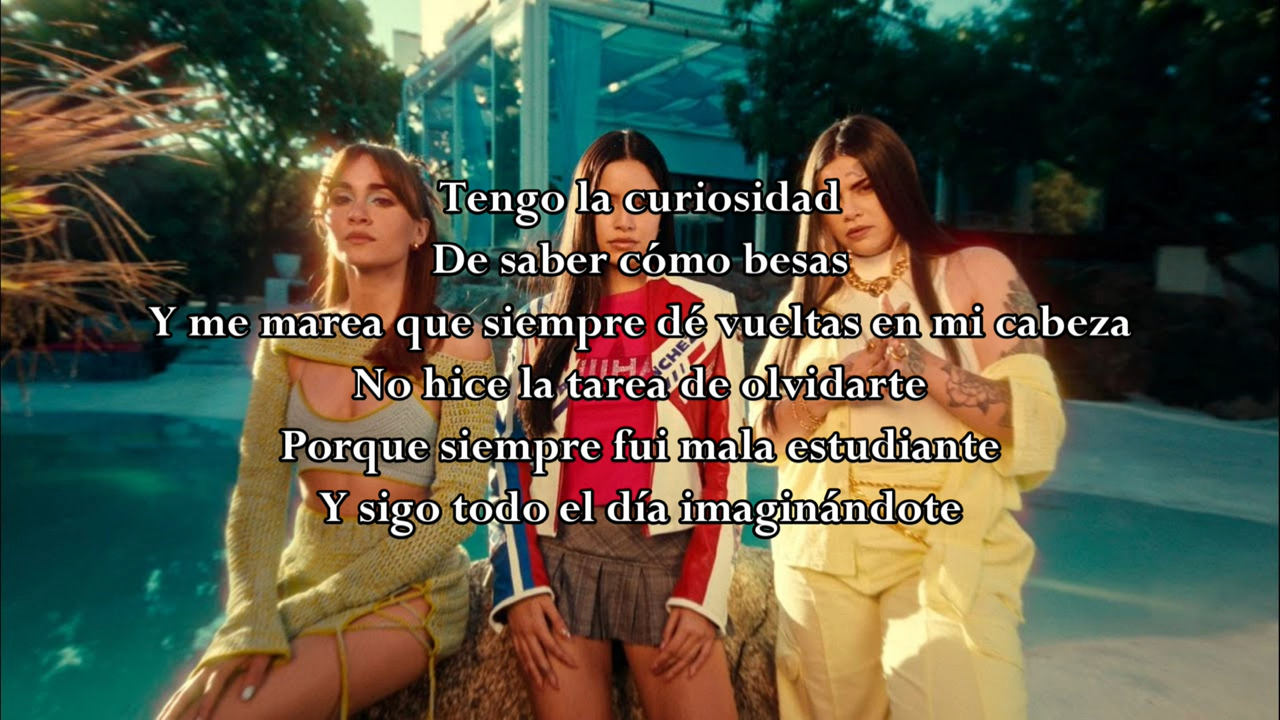 Tengo la curiosidad
De saber cómo besas
Y me marea que siempre dé vueltas en mi cabeza
No hice la tarea de olvidarte
Porque siempre fui mala estudiante
Y sigo todo el día imaginándote